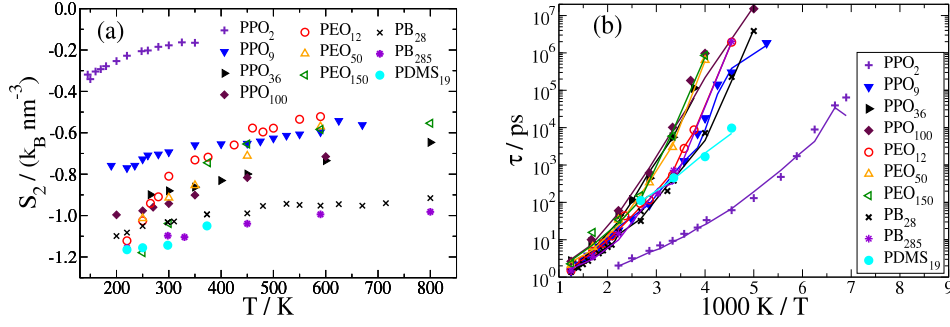 (a)
PPO2
PPO9
PPO36
PPO100
PEO12
PEO50
PEO150
PB28
PB285
PDMS19
S2 / (kB nm-3)
0.0
-0.2
-0.4
-0.6
-0.8
-1.0
-1.2
200 300 400 500 600 700 800
T / K
(b)
τ / ps
10^7
10^6
10^5
10^4
10^3
10^2
10^1
10^0
1 2 3 4 5 6 7 8 9
1000 K / T
PPO2
PPO9
PPO36
PPO100
PEO12
PEO50
PEO150
PB28
PB285
PDMS19